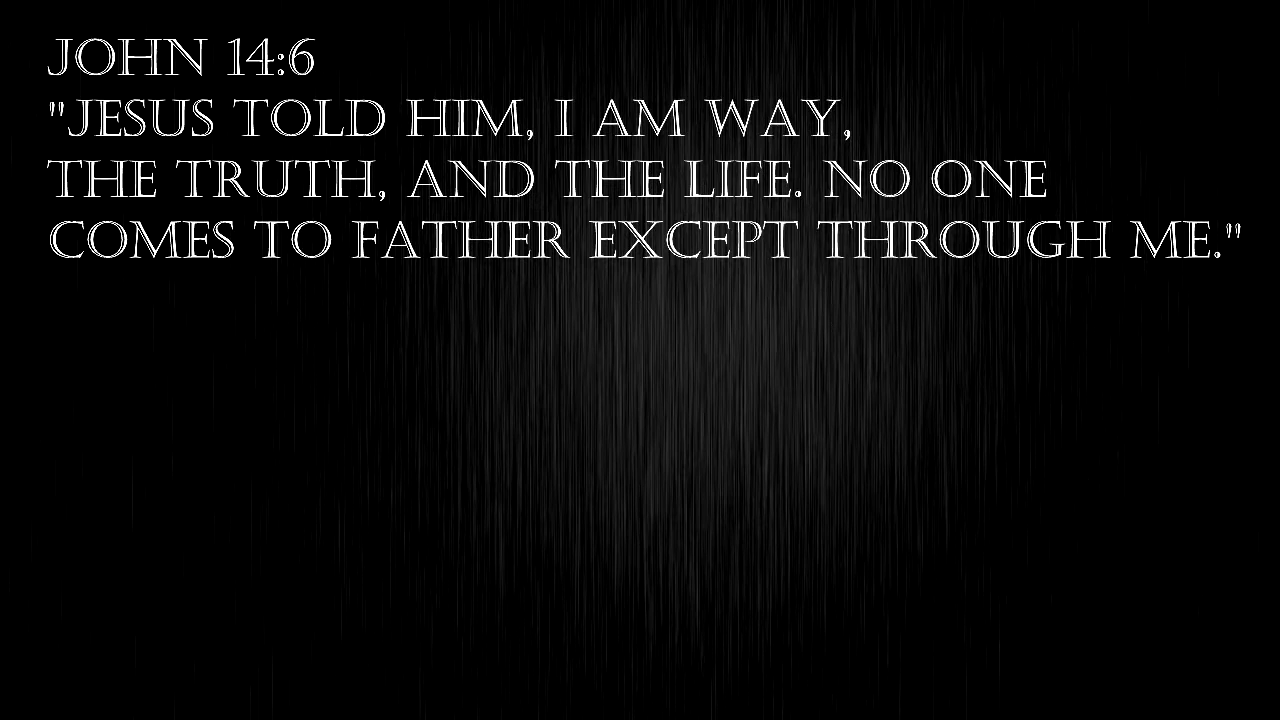 JOHN 14:6
"JESUS TOLD HIM, I AM WAY,
THE TRUTH, AND THE LIFE. NO ONE
COMES TO FATHER EXCEPT THROUGH ME."